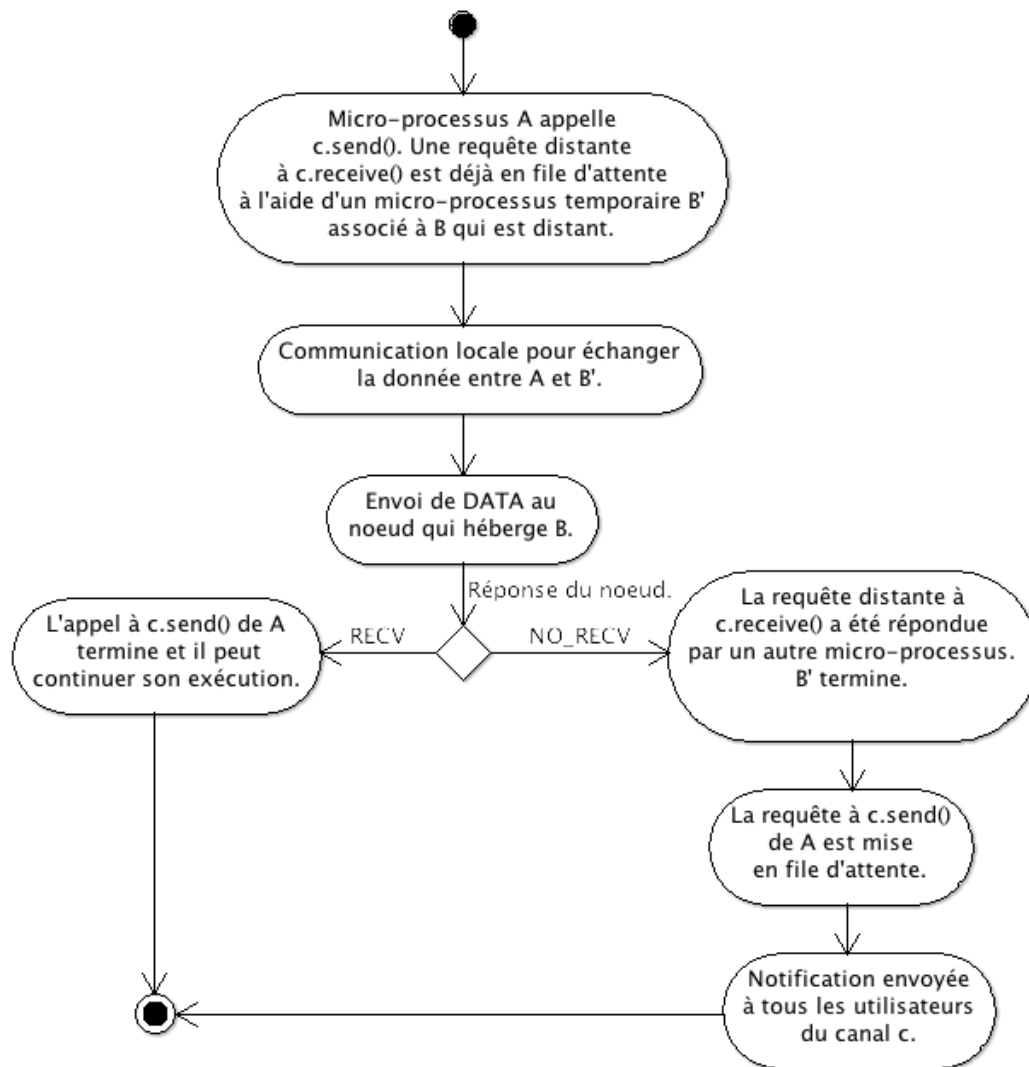 Micro-processus A appelle
c.send(). Une requête distante
à c.receive() est déjà en file d'attente
à l'aide d'un micro-processus temporaire B'
associé à B qui est distant.
Communication locale pour échanger
la donnée entre A et B'.
Envoi de DATA au
noeud qui héberge B.
Réponse du noeud.
RECV
NO_RECV
L'appel à c.send() de A
termine et il peut
continuer son exécution.
La requête distante à
c.receive() a été répondue
par un autre micro-processus.
B' termine.
La requête à c.send()
de A est mise
en file d'attente.
Notification envoyée
à tous les utilisateurs
du canal c.